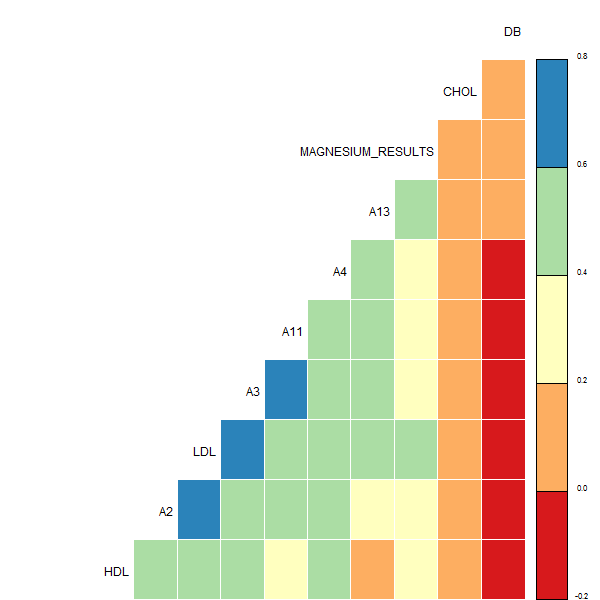 DB
0.8
CHOL
MAGNESIUM_RESULTS
0.6
A13
A4
0.4
A11
0.2
A3
LDL
0.0
A2
HDL
-0.2